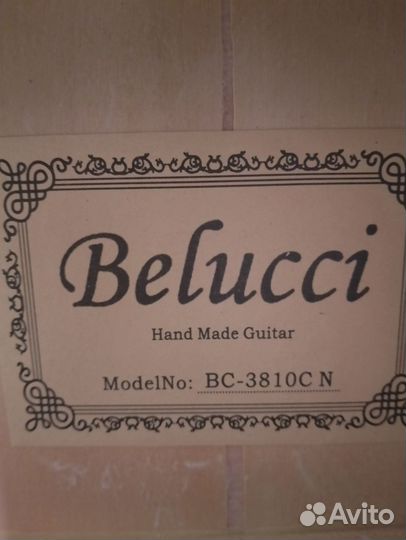 Belucci
Hand Made Guitar
ModelNo: BC-3810C N
Avito